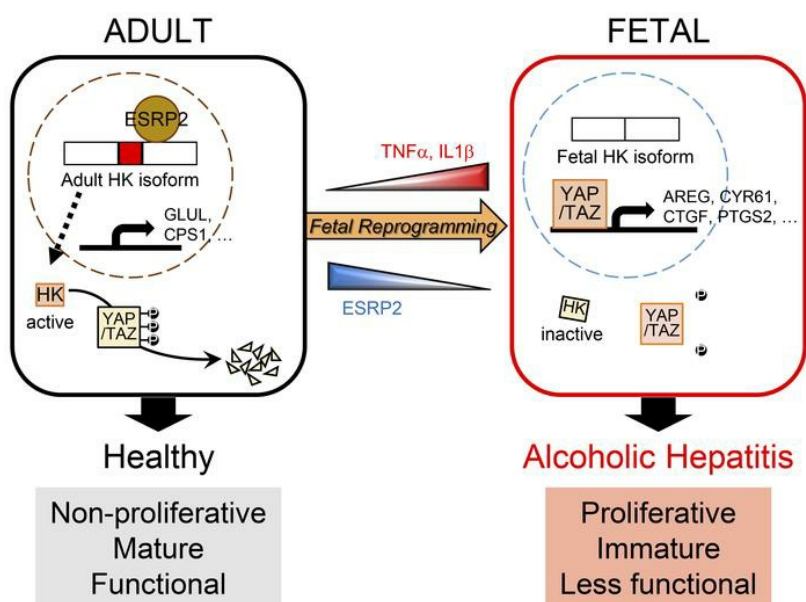 ADULT
ESRP2
Adult HK isoform
GLUL,
CPS1, ...
HK
active
YAP
/TAZ
P
P
P
Healthy
Non-proliferative
Mature
Functional
TNFα, IL1β
Fetal Reprogramming
ESRP2
FETAL
Fetal HK isoform
YAP
/TAZ
AREG, CYR61,
CTGF, PTGS2, ...
HK
inactive
YAP
/TAZ
P
P
Alcoholic Hepatitis
Proliferative
Immature
Less functional